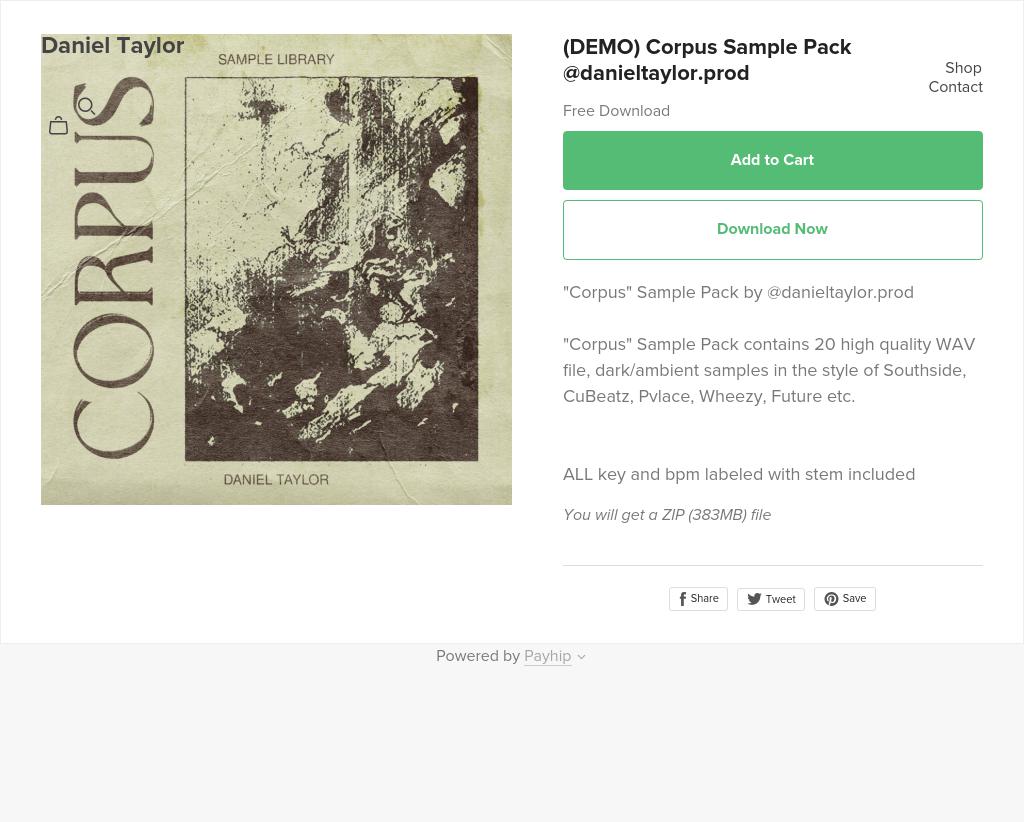 Daniel Taylor
SAMPLE LIBRARY
CORPUS
DANIEL TAYLOR
(DEMO) Corpus Sample Pack
@danieltaylor.prod
Shop
Contact
Free Download
Add to Cart
Download Now
"Corpus" Sample Pack by @danieltaylor.prod
"Corpus" Sample Pack contains 20 high quality WAV
file, dark/ambient samples in the style of Southside,
CuBeatz, Pvlace, Wheezy, Future etc.
ALL key and bpm labeled with stem included
You will get a ZIP (383MB) file
Share
Tweet
Save
Powered by Payhip